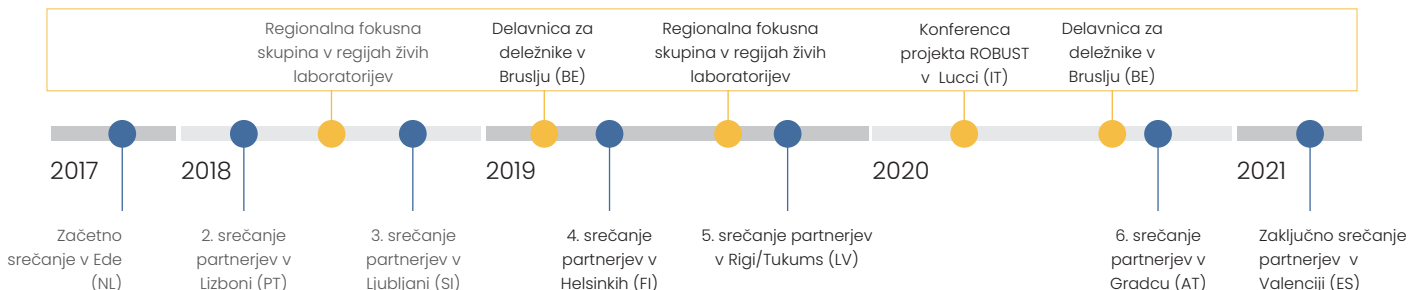 Regionalna fokusna
skupina v regijah živih
laboratorijev
Delavnica za
deležnike v
Bruslju (BE)
Regionalna fokusna
skupina v regijah živih
laboratorijev
Konferenca
projekta ROBUST
v Lucci (IT)
Delavnica za
deležnike v
Bruslju (BE)
2017
2018
2019
2020
2021
Začetno
srečanje v Ede
(NL)
2. srečanje
partnerjev v
Lizboni (PT)
3. srečanje
partnerjev v
Ljubljani (SI)
4. srečanje
partnerjev v
Helsinkih (FI)
5. srečanje partnerjev
v Rigi/Tukums (LV)
6. srečanje
partnerjev v
Gradcu (AT)
Zaključno srečanje
partnerjev v
Valenciji (ES)